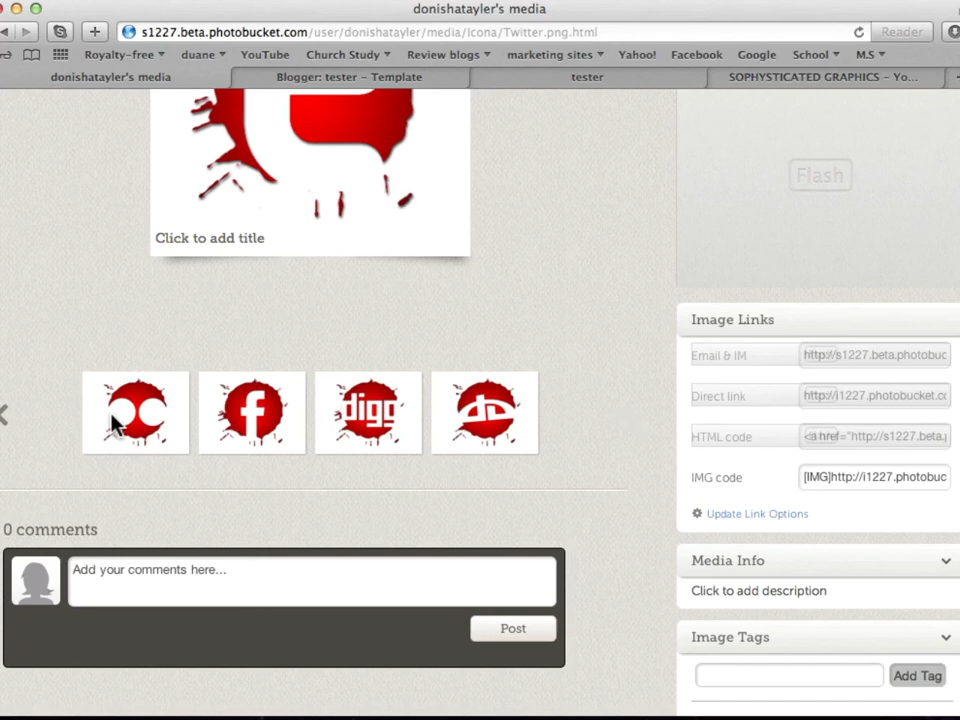 donishatayler's media
s1227.beta.photobucket.com/user/donishatayler/media/Icona/Twitter.png.html
Reader
Royalty-free duane YouTube Church Study Review blogs marketing sites Yahoo! Facebook Google School M.S
donishatayler's media Blogger: tester – Template tester SOPHYSTICATED GRAPHICS – Yo...
Flash
Click to add title
Image Links
Email & IM http://s1227.beta.photobuc
Direct link http://i1227.photobucket.cc
HTML code <a href="http://s1227.beta.
IMG code [IMG]http://i1227.photobuc
Update Link Options
f digg
0 comments
Add your comments here...
Post
Media Info
Click to add description
Image Tags
Add Tag